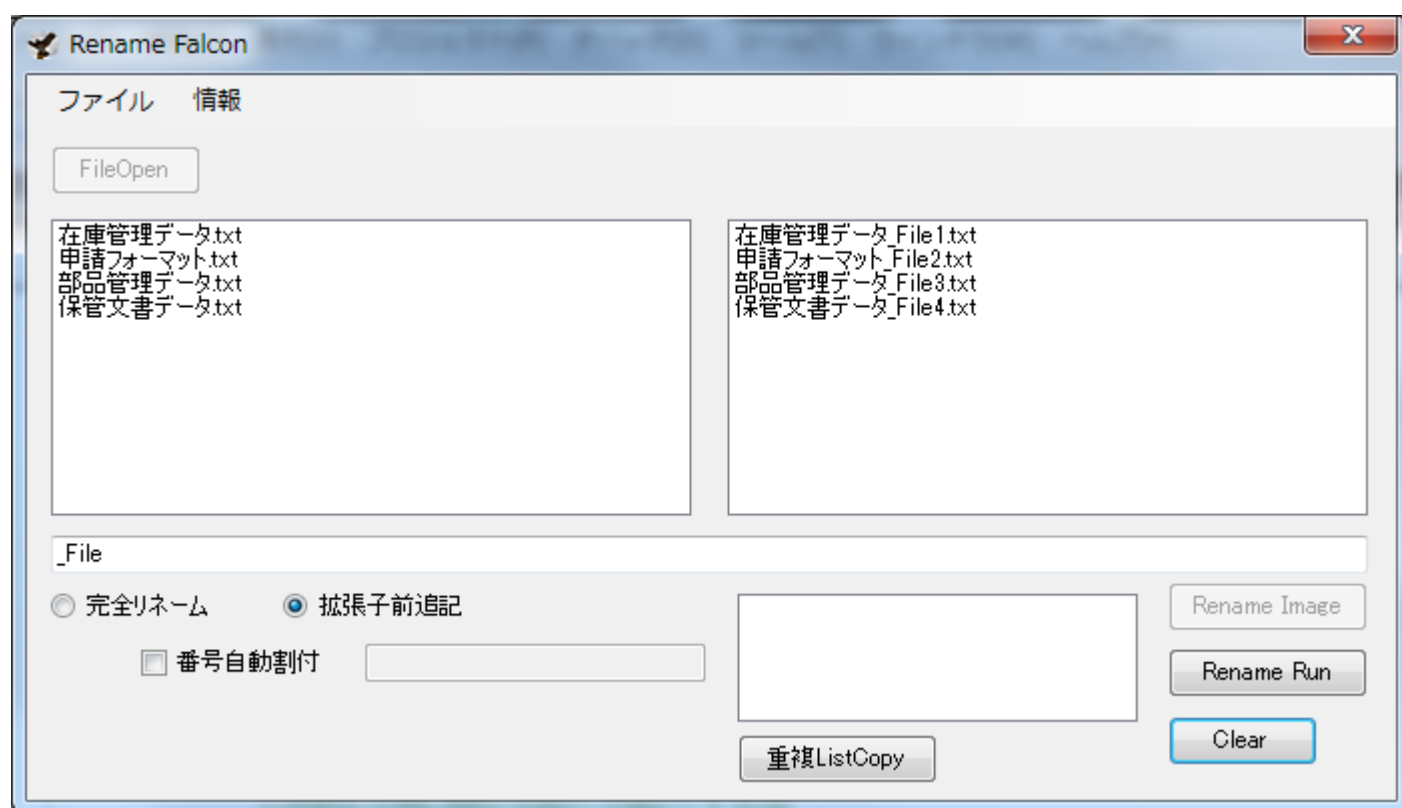 Rename Falcon
ファイル 情報
FileOpen
在庫管理データ.txt
申請フォーマット.txt
部品管理データ.txt
保管文書データ.txt
在庫管理データ_File1.txt
申請フォーマット_File2.txt
部品管理データ_File3.txt
保管文書データ_File4.txt
_File
完全リネーム 拡張子前追記
番号自動割付
重複ListCopy
Rename Image
Rename Run
Clear